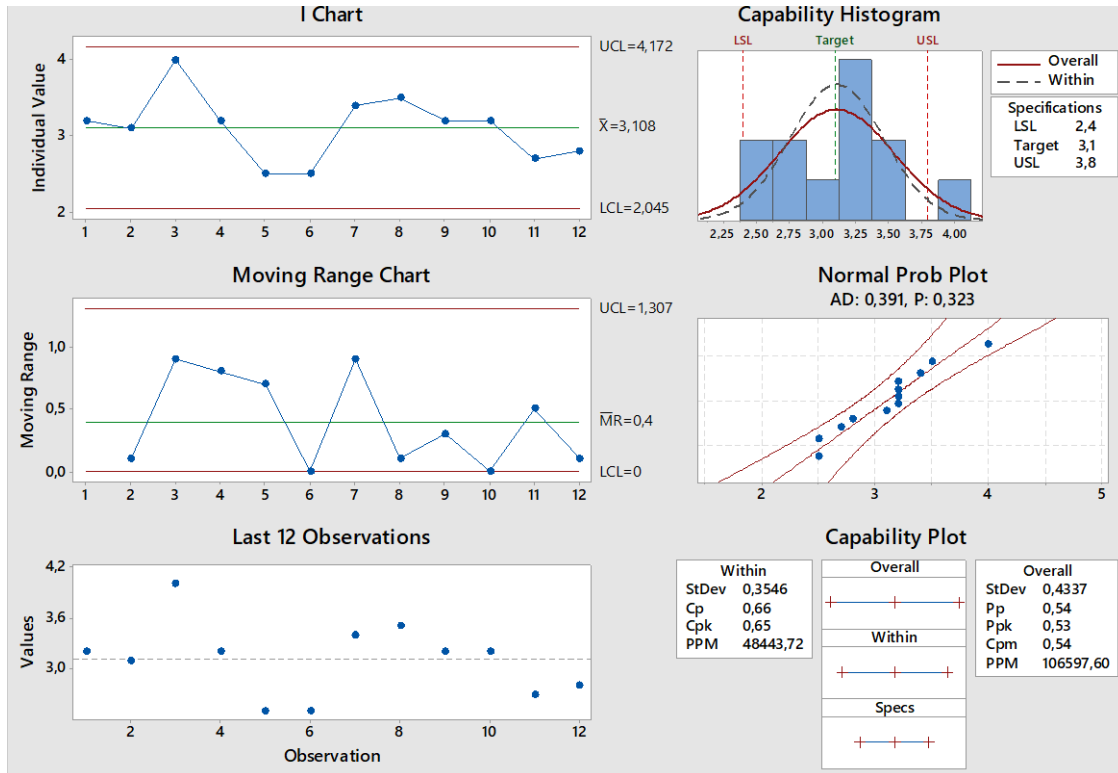 I Chart
Individual Value
4
3
2
UCL=4,172
X̄=3,108
LCL=2,045
1 2 3 4 5 6 7 8 9 10 11 12
Capability Histogram
LSL Target USL
Overall
Within
Specifications
LSL 2,4
Target 3,1
USL 3,8
2,25 2,50 2,75 3,00 3,25 3,50 3,75 4,00
Moving Range Chart
Moving Range
1,0
0,5
0,0
UCL=1,307
M̅R̅=0,4
LCL=0
1 2 3 4 5 6 7 8 9 10 11 12
Normal Prob Plot
AD: 0,391, P: 0,323
2 3 4 5
Last 12 Observations
Values
4,2
3,6
3,0
2 4 6 8 10 12
Observation
Capability Plot
Within
StDev 0,3546
Cp 0,66
Cpk 0,65
PPM 48443,72
Overall
Within
Specs
Overall
StDev 0,4337
Pp 0,54
Ppk 0,53
Cpm 0,54
PPM 106597,60